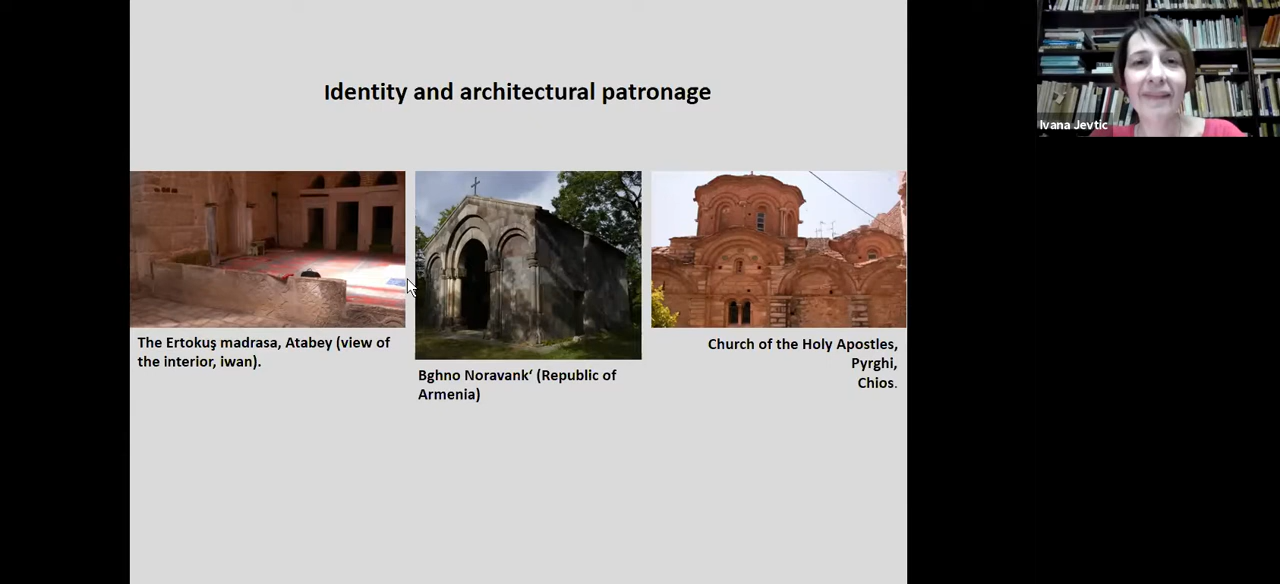 Identity and architectural patronage
Ivana Jevtic
The Ertokuş madrasa, Atabey (view of
the interior, iwan).
Bghno Noravank‘ (Republic of
Armenia)
Church of the Holy Apostles,
Pyrghi,
Chios.